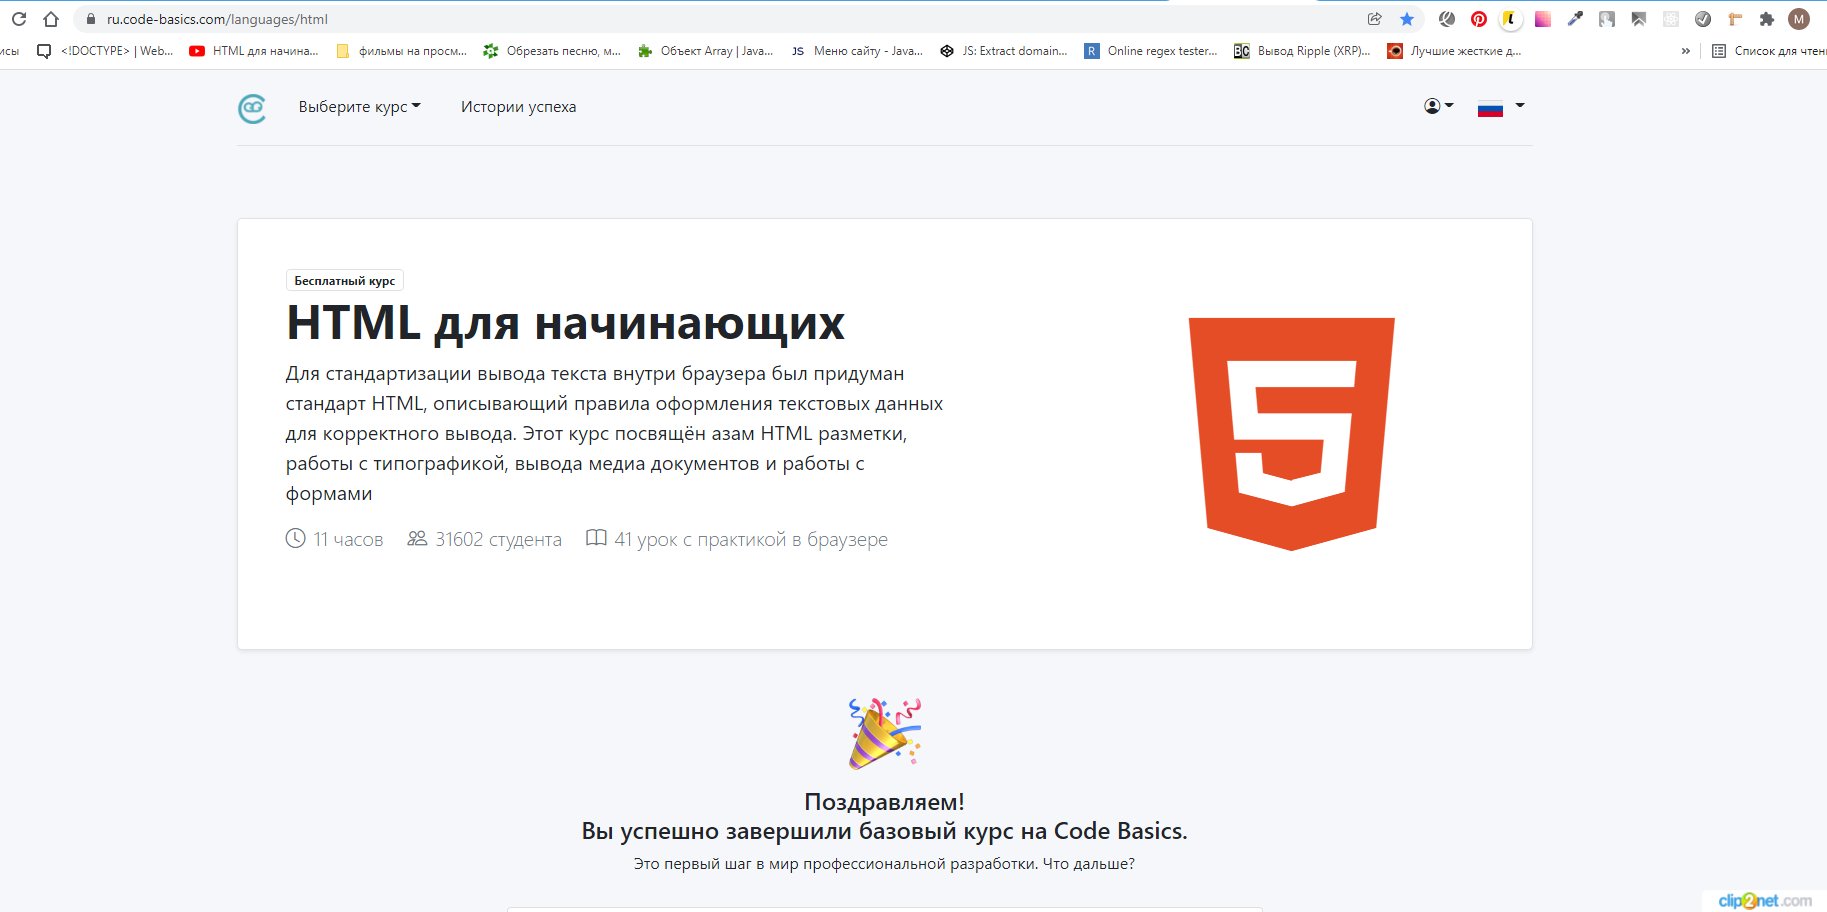 ru.code-basics.com/languages/html
M
исы
<!DOCTYPE> | Web...
HTML для начина...
фильмы на просм...
Обрезать песню, м...
Объект Array | Java...
JS Меню сайту - Java...
JS: Extract domain...
R Online regex tester...
Вывод Ripple (XRP)...
Лучшие жесткие д...
»
Список для чтен
Выберите курс
Истории успеха
Бесплатный курс
HTML для начинающих
Для стандартизации вывода текста внутри браузера был придуман
стандарт HTML, описывающий правила оформления текстовых данных
для корректного вывода. Этот курс посвящён азам HTML разметки,
работы с типографикой, вывода медиа документов и работы с
формами
11 часов
31602 студента
41 урок с практикой в браузере
5
Поздравляем!
Вы успешно завершили базовый курс на Code Basics.
Это первый шаг в мир профессиональной разработки. Что дальше?
clip2net.com